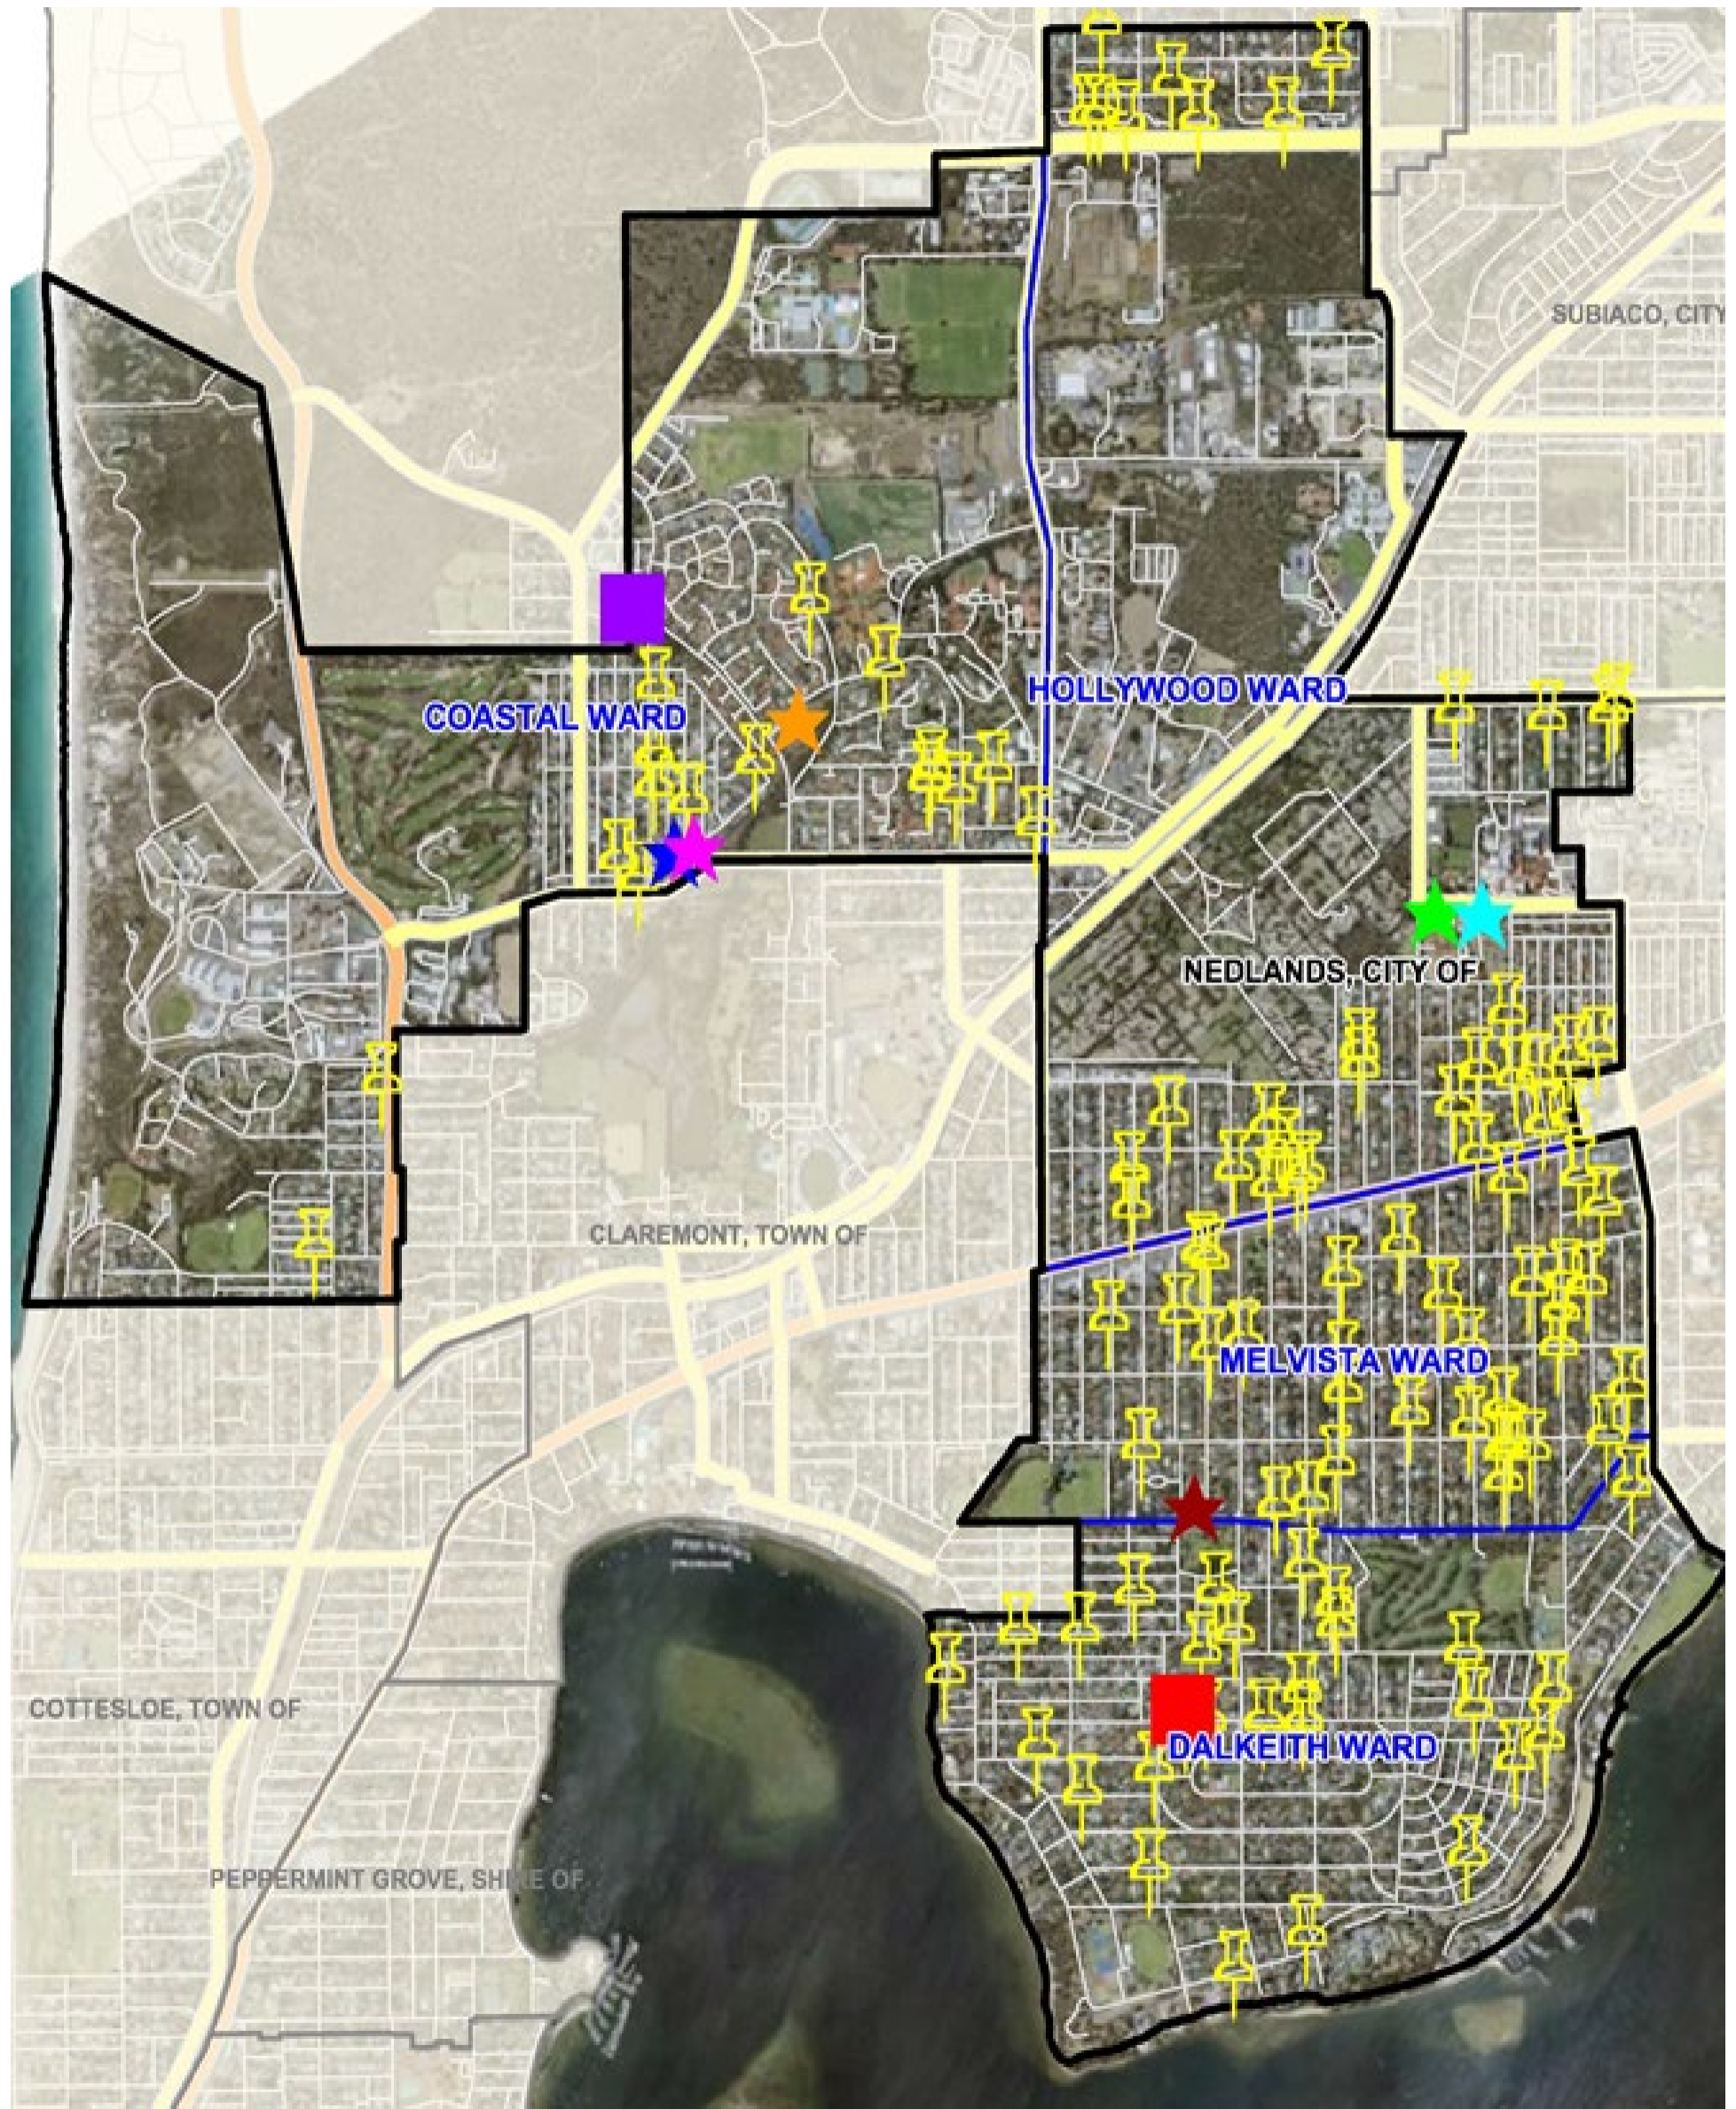 SUBIACO, CITY
HOLLYWOOD WARD
COASTAL WARD
NEDLANDS, CITY OF
CLAREMONT, TOWN OF
MELVISTA WARD
COTTESLOE, TOWN OF
DALKEITH WARD
PEPPERMINT GROVE, SHIRE OF